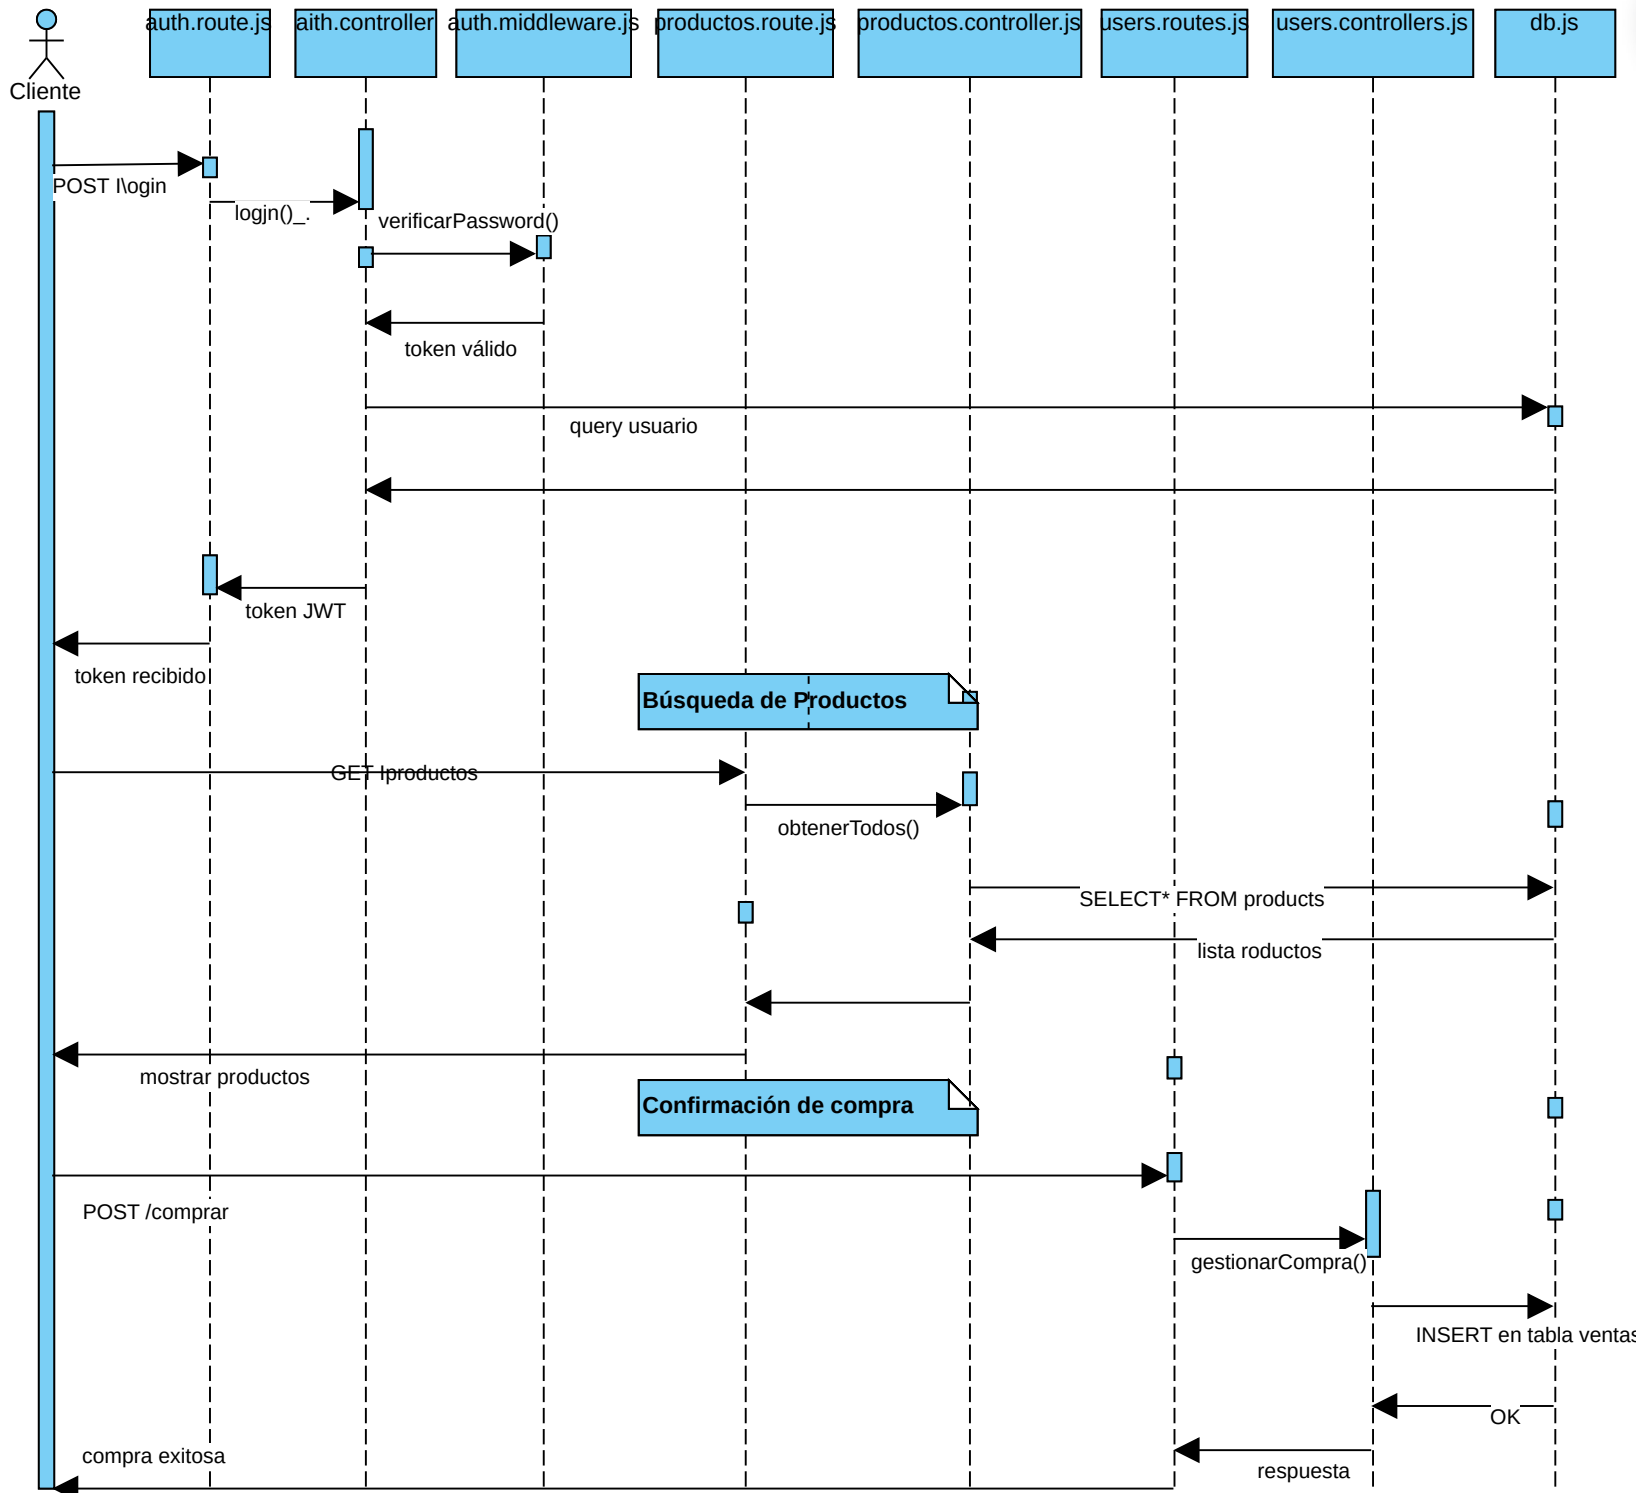 auth.route.js
aith.controller
auth.middleware.js
productos.route.js
productos.controller.js
users.routes.js
users.controllers.js
db.js
Cliente
POST I\ogin
logjn()_.
verificarPassword()
token válido
query usuario
token JWT
token recibido
Búsqueda de Productos
GET Iproductos
obtenerTodos()
SELECT* FROM products
lista roductos
mostrar productos
Confirmación de compra
POST /comprar
gestionarCompra()
INSERT en tabla ventas
OK
compra exitosa
respuesta